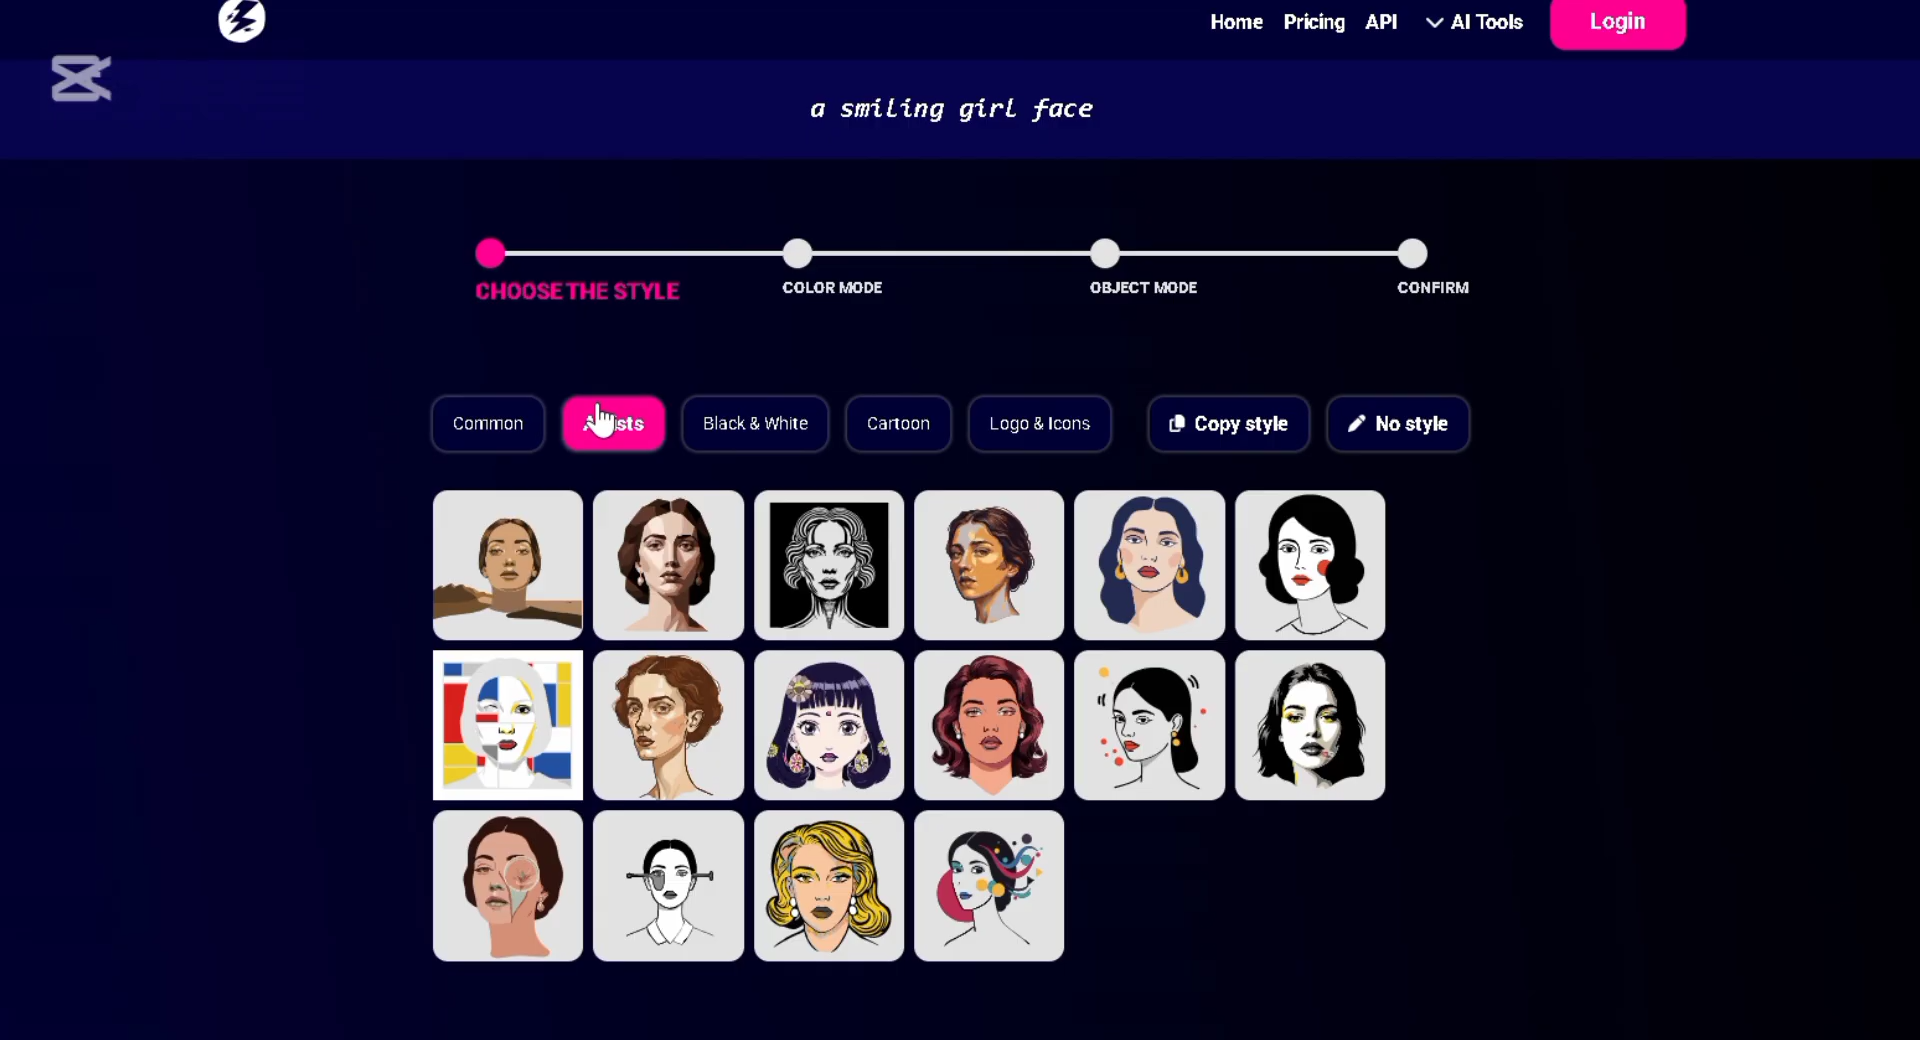 Home Pricing API AI Tools Login
a smiling girl face
CHOOSE THE STYLE COLOR MODE OBJECT MODE CONFIRM
Common Black & White Cartoon Logo & Icons Copy style No style